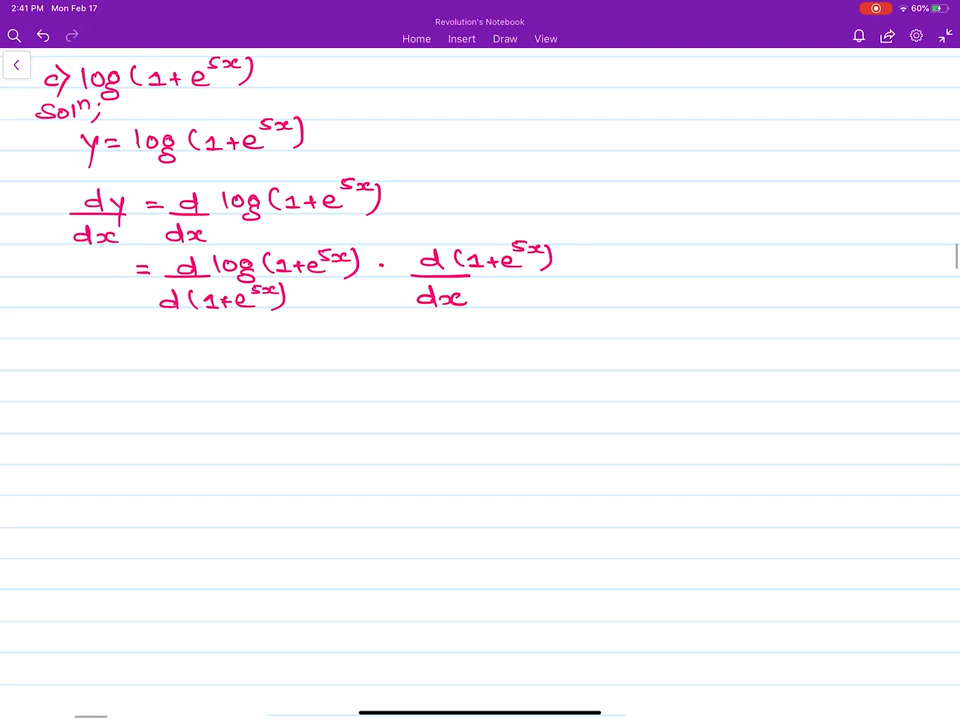 2:41 PM Mon Feb 17
60%
Revolution's Notebook
Home Insert Draw View
c) log(1+e^5x)
Solⁿ;
y = log(1+e^5x)
dy/dx = d/dx log(1+e^5x)
= d log(1+e^5x)/d(1+e^5x) · d(1+e^5x)/dx